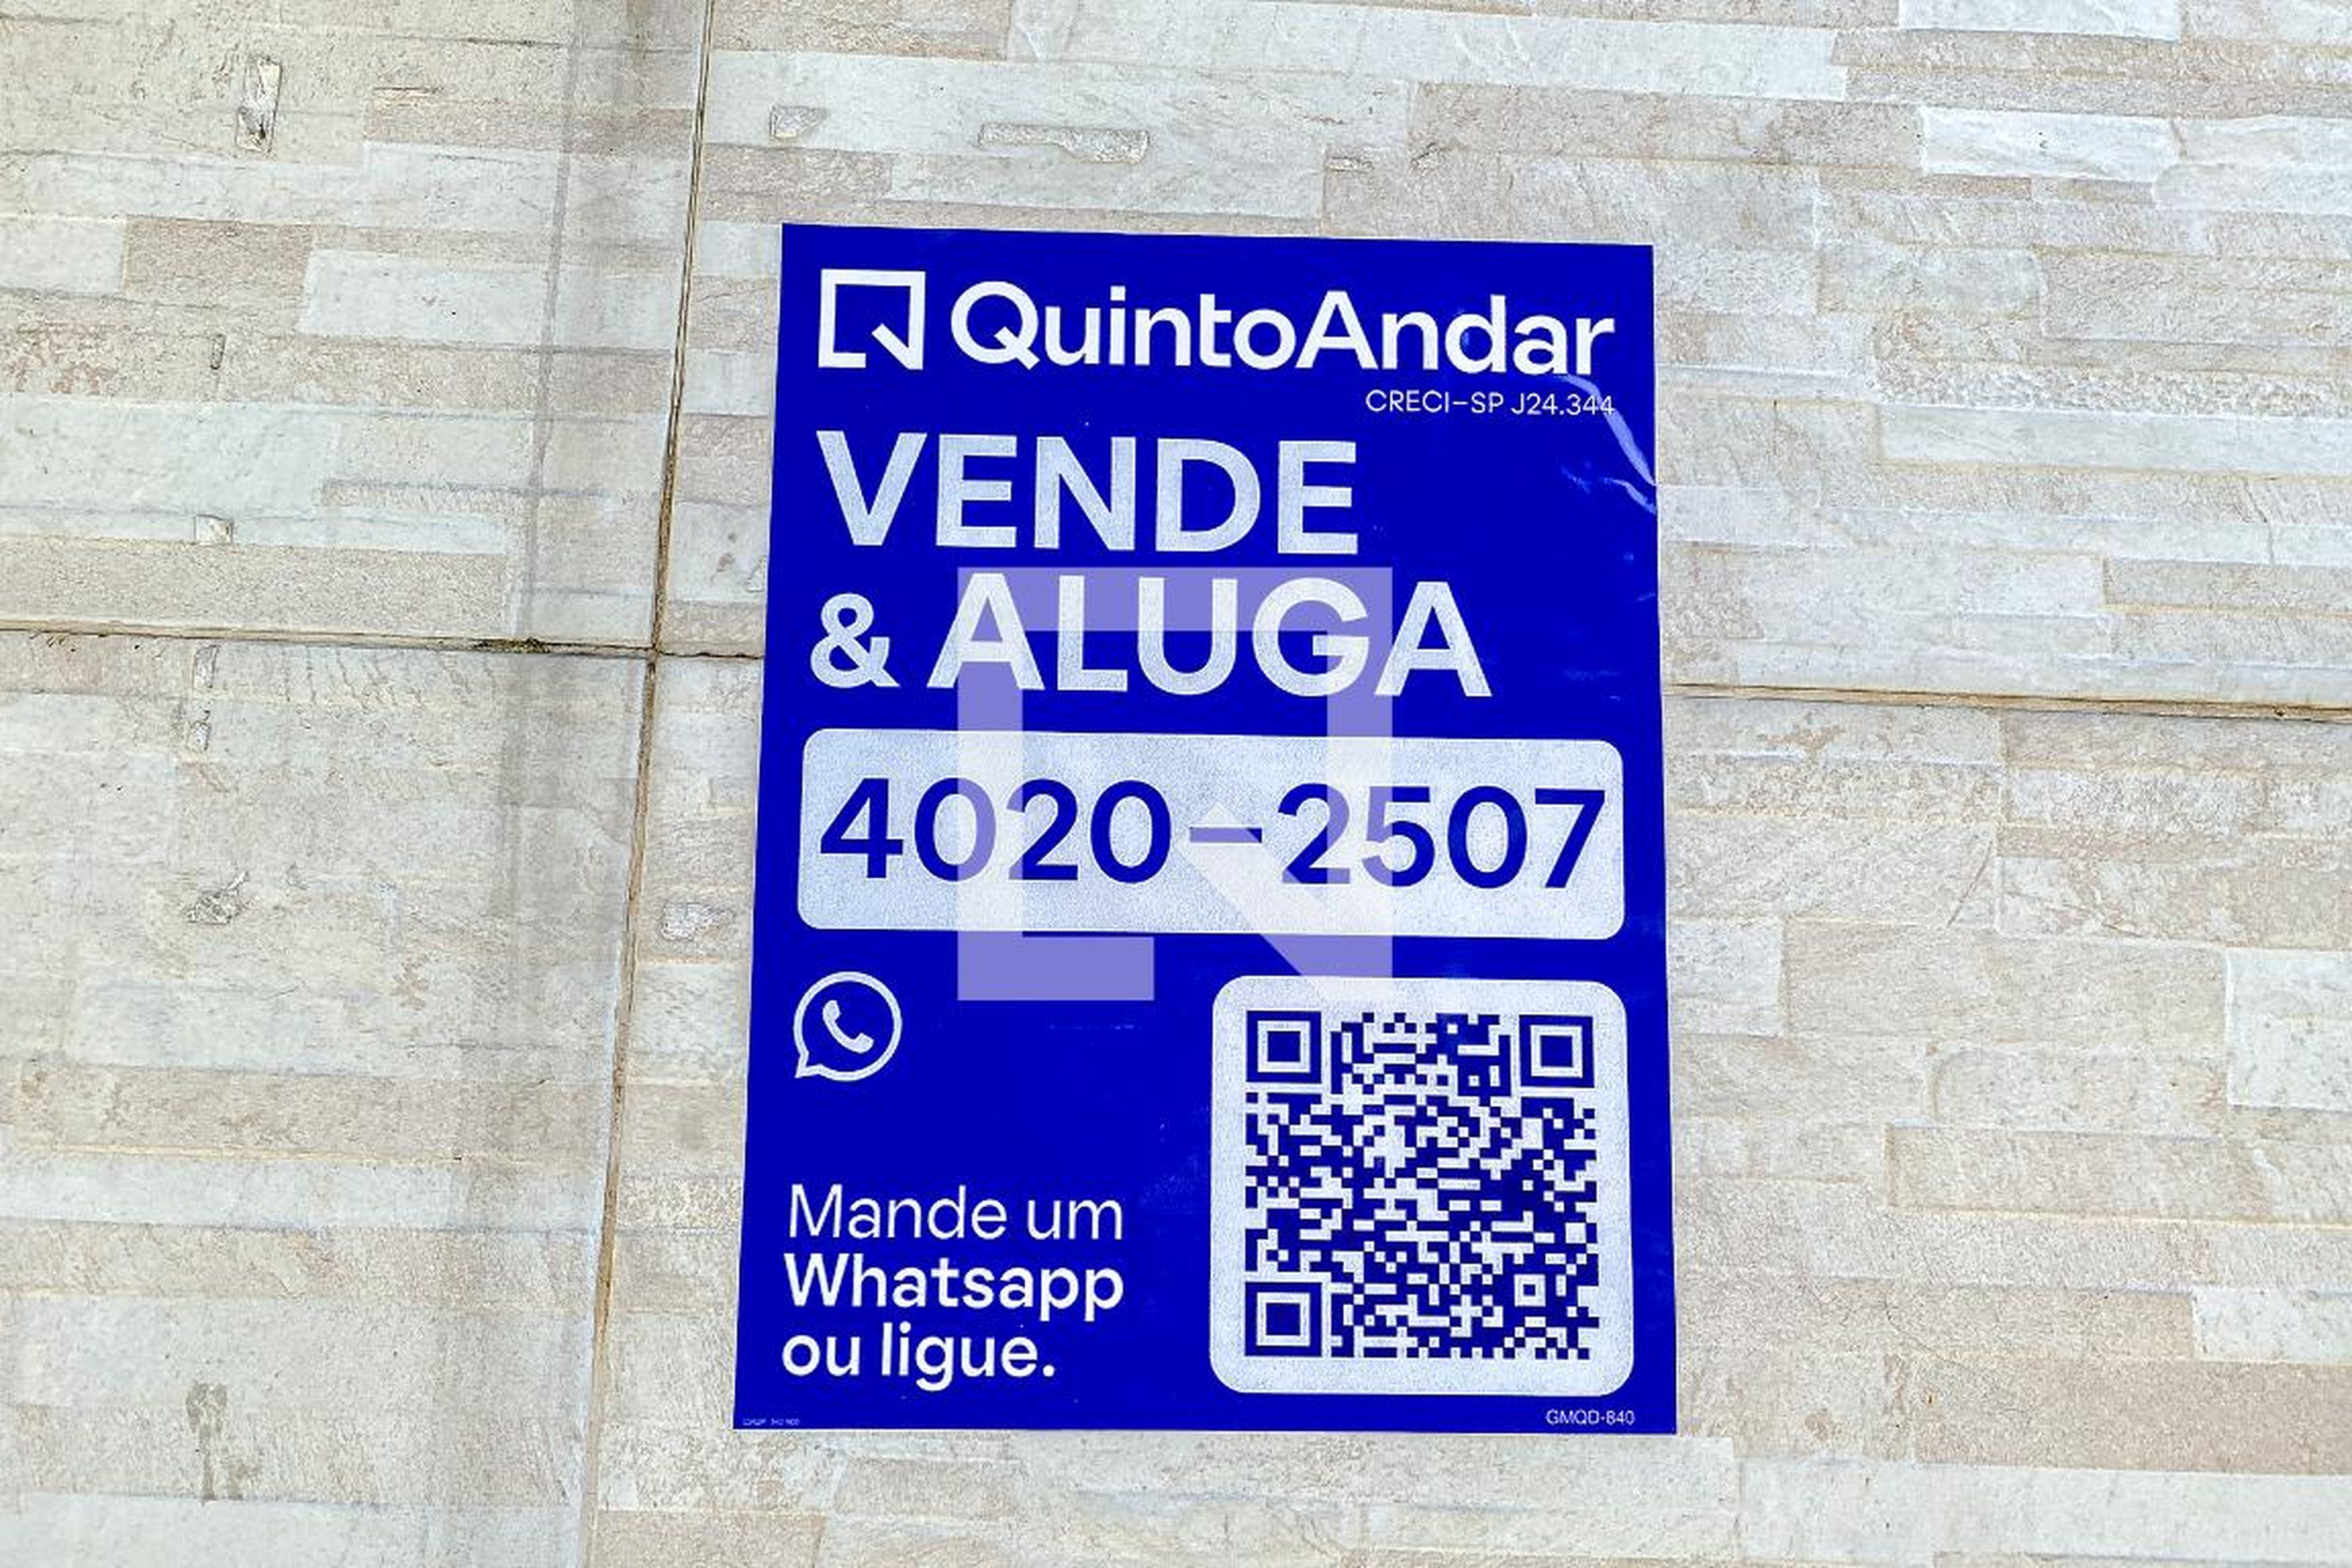 QuintoAndar
CRECI-SP J24.344
VENDE
& ALUGA
4020-2507
Mande um
Whatsapp
ou ligue.
GMQD-840